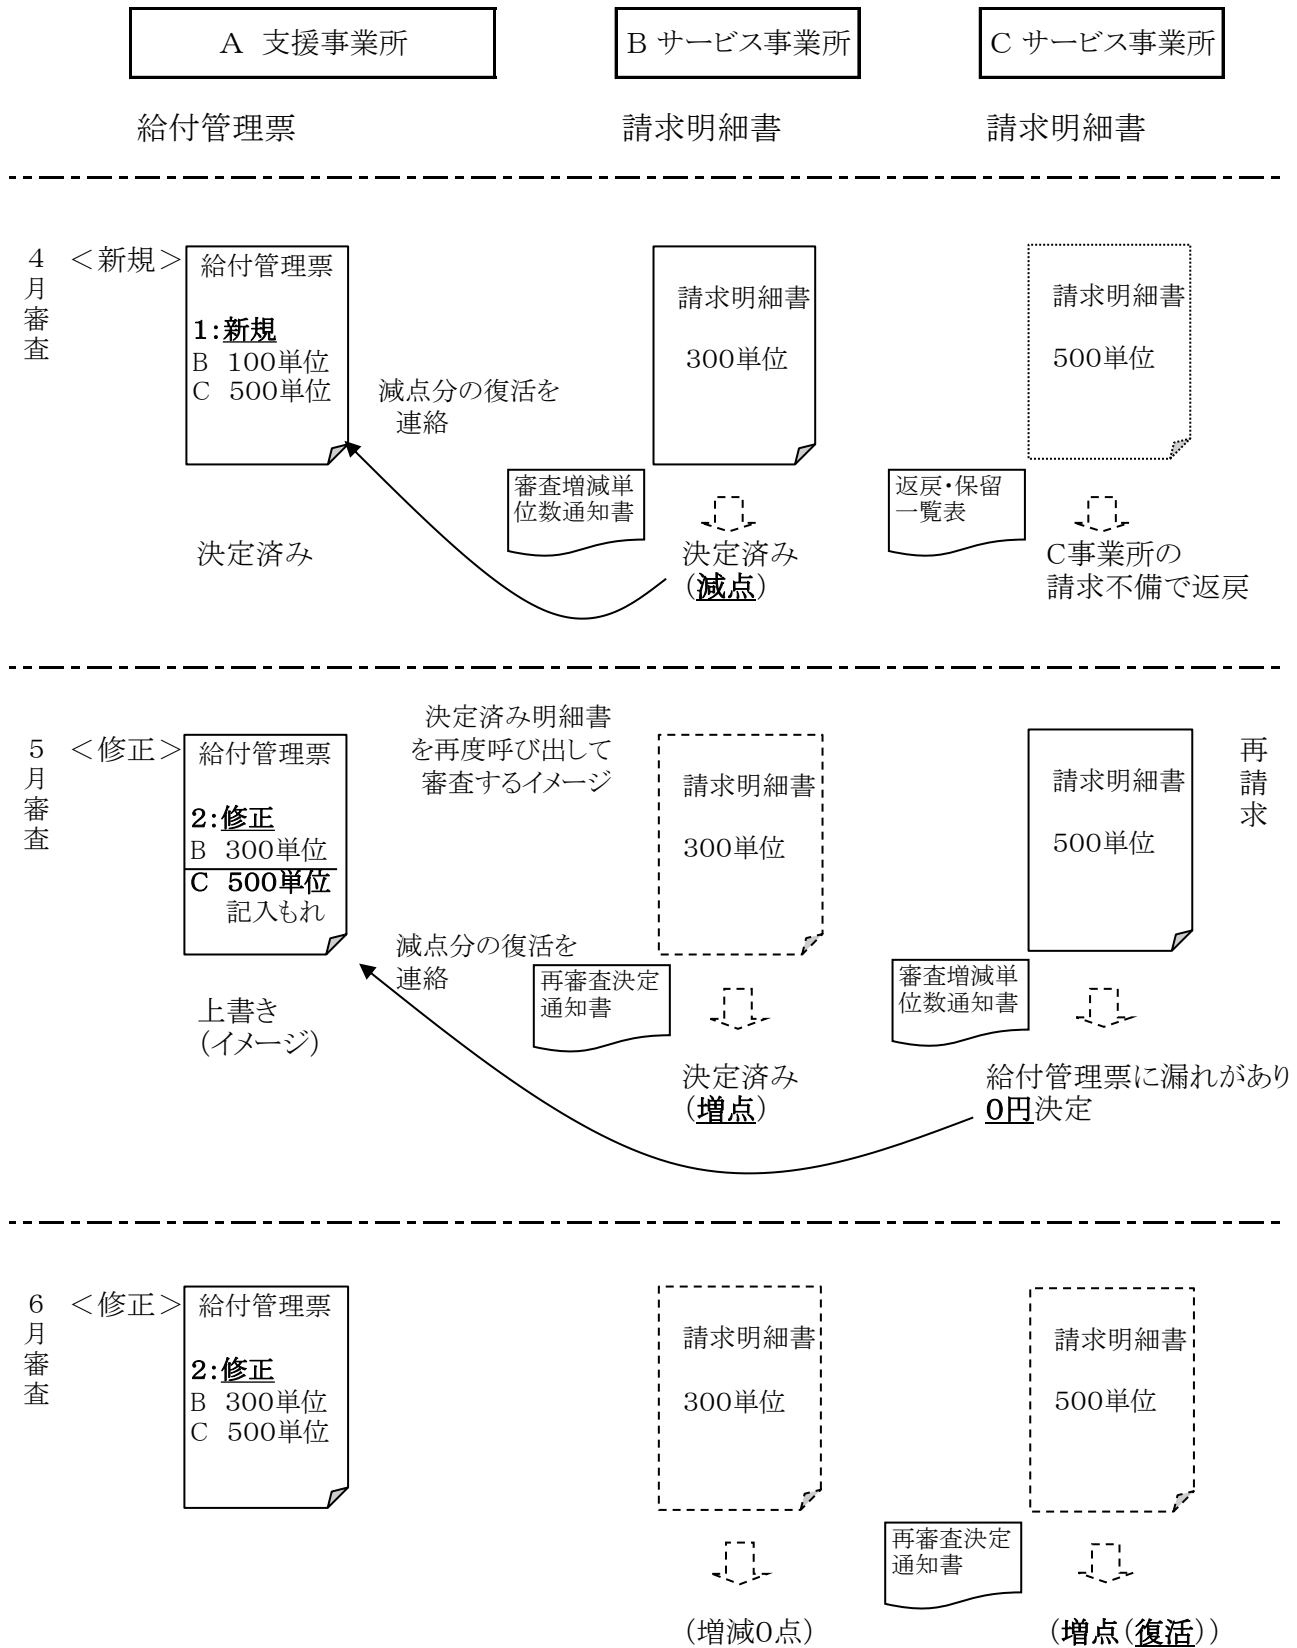 A 支援事業所
B サービス事業所
C サービス事業所
給付管理票
請求明細書
請求明細書
4月審査
＜新規＞
給付管理票
1:新規
B 100単位
C 500単位
決定済み
減点分の復活を
連絡
請求明細書
300単位
審査増減単
位数通知書
決定済み
(減点)
請求明細書
500単位
返戻・保留
一覧表
C事業所の
請求不備で返戻
5月審査
＜修正＞
給付管理票
2:修正
B 300単位
C 500単位
記入もれ
上書き
(イメージ)
決定済み明細書
を再度呼び出して
審査するイメージ
減点分の復活を
連絡
請求明細書
300単位
再審査決定
通知書
決定済み
(増点)
請求明細書
500単位
再請求
審査増減単
位数通知書
給付管理票に漏れがあり
0円決定
6月審査
＜修正＞
給付管理票
2:修正
B 300単位
C 500単位
請求明細書
300単位
(増減0点)
請求明細書
500単位
再審査決定
通知書
(増点(復活))